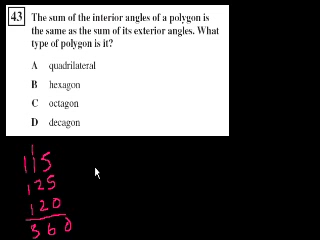 43 The sum of the interior angles of a polygon is
the same as the sum of its exterior angles. What
type of polygon is it?
A quadrilateral
B hexagon
C octagon
D decagon
115
125
120
360